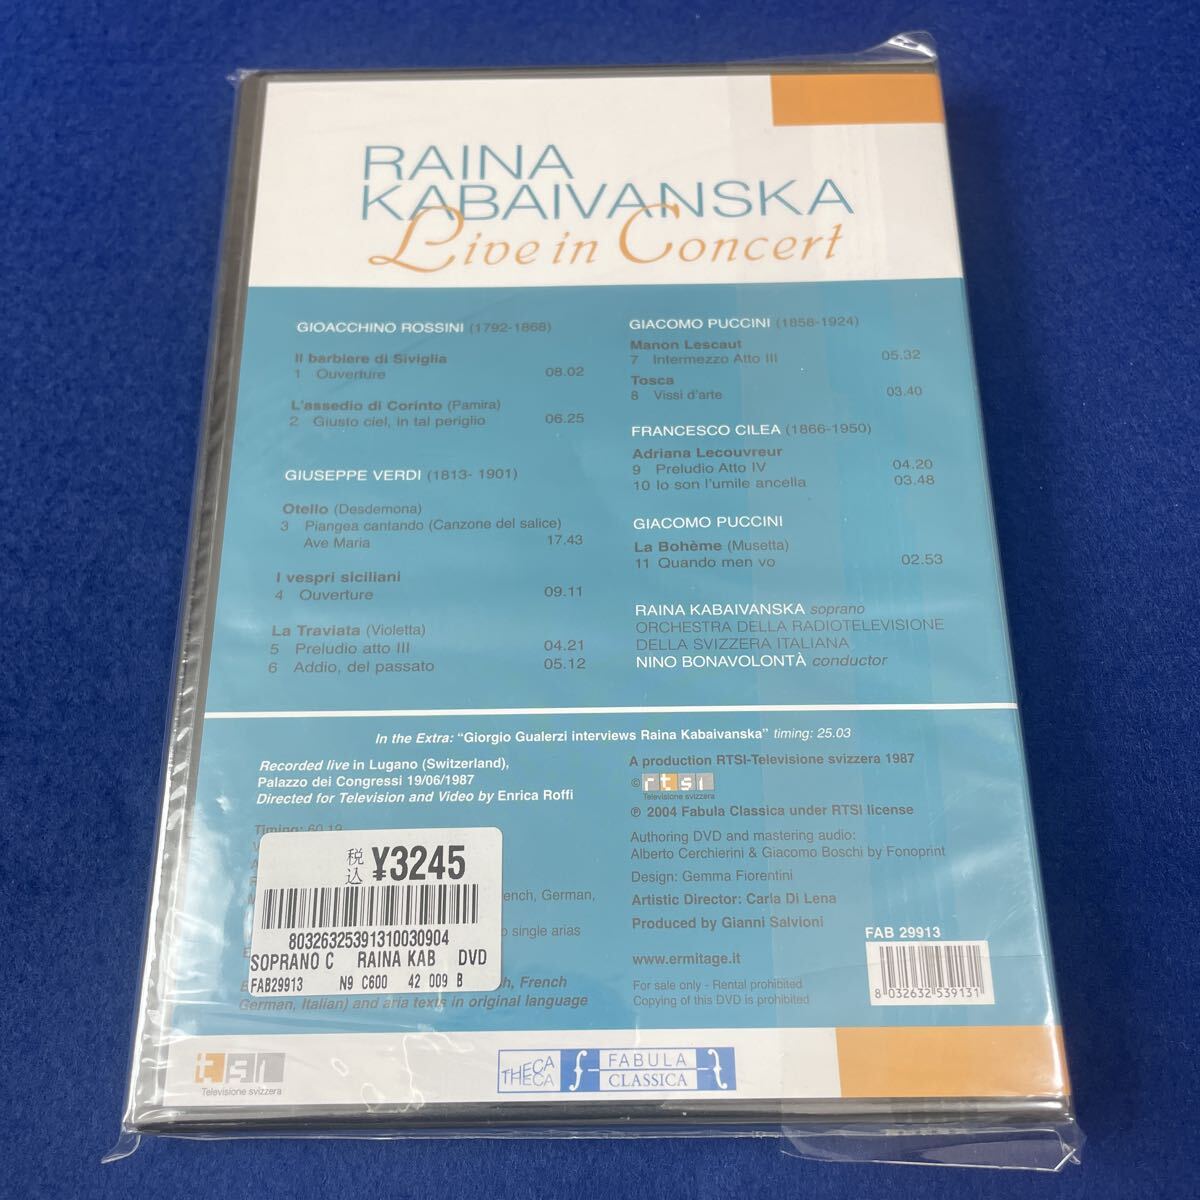 RAINA
KABAIVANSKA
Live in Concert
GIOACCHINO ROSSINI (1792-1868)
Il barbiere di Siviglia
1 Ouverture 08.02
L'assedio di Corinto (Pamira)
2 Giusto ciel, in tal periglio 06.25
GIUSEPPE VERDI (1813- 1901)
Otello (Desdemona)
3 Piangea cantando (Canzone del salice)
Ave Maria 17.43
I vespri siciliani
4 Ouverture 09.11
La Traviata (Violetta)
5 Preludio atto III 04.21
6 Addio, del passato 05.12
GIACOMO PUCCINI (1858-1924)
Manon Lescaut
7 Intermezzo Atto III 05.32
Tosca
8 Vissi d'arte 03.40
FRANCESCO CILEA (1866-1950)
Adriana Lecouvreur
9 Preludio Atto IV 04.20
10 Io son l'umile ancella 03.48
GIACOMO PUCCINI
La Bohème (Musetta)
11 Quando men vo 02.53
RAINA KABAIVANSKA soprano
ORCHESTRA DELLA RADIOTELEVISIONE
DELLA SVIZZERA ITALIANA
NINO BONAVOLONTÀ conductor
In the Extra: “Giorgio Gualerzi interviews Raina Kabaivanska” timing: 25.03
Recorded live in Lugano (Switzerland),
Palazzo dei Congressi 19/06/1987
Directed for Television and Video by Enrica Roffi
Timing: 60.19
税込 ¥3245
80326325391310030904
SOPRANO C RAINA KAB DVD
FAB29913 N9 C600 42 009 B
ench, German,
single arias
French
German, Italian) and aria texts in original language
A production RTSI-Televisione svizzera 1987
© rtsi
Televisione svizzera
℗ 2004 Fabula Classica under RTSI license
Authoring DVD and mastering audio:
Alberto Cerchierini & Giacomo Boschi by Fonoprint
Design: Gemma Fiorentini
Artistic Director: Carla Di Lena
Produced by Gianni Salvioni
www.ermitage.it
For sale only - Rental prohibited
Copying of this DVD is prohibited
FAB 29913
8 032632 539131
tsi
Televisione svizzera
THECA
THECA
FABULA
CLASSICA